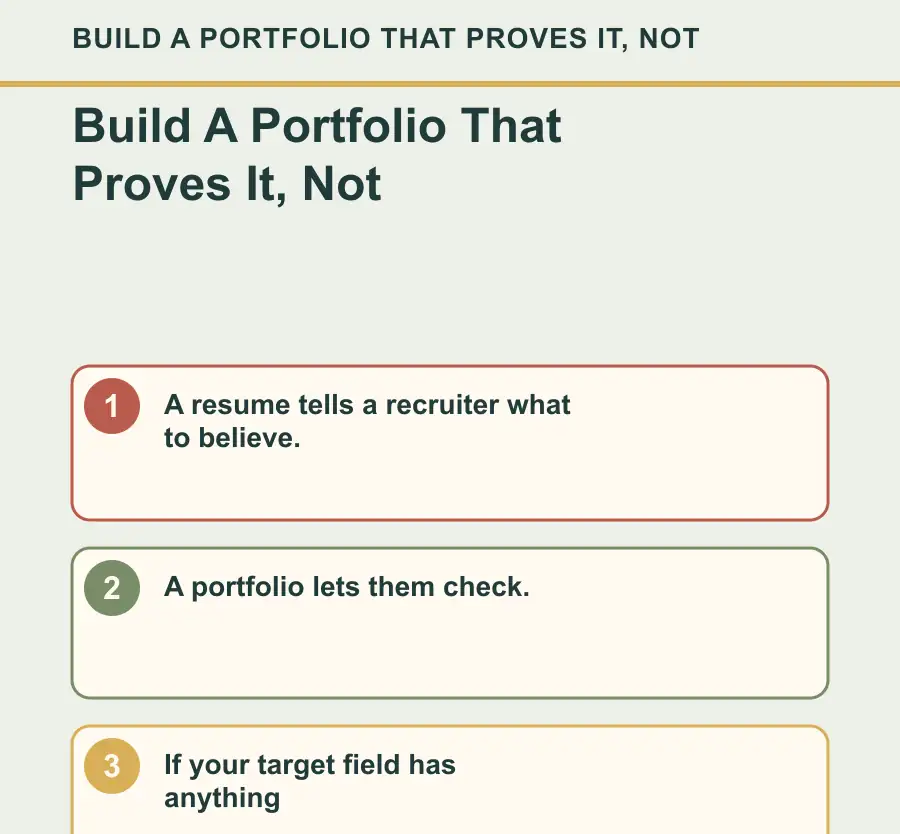 BUILD A PORTFOLIO THAT PROVES IT, NOT
Build A Portfolio That
Proves It, Not
1
A resume tells a recruiter what
to believe.
2
A portfolio lets them check.
3
If your target field has
anything